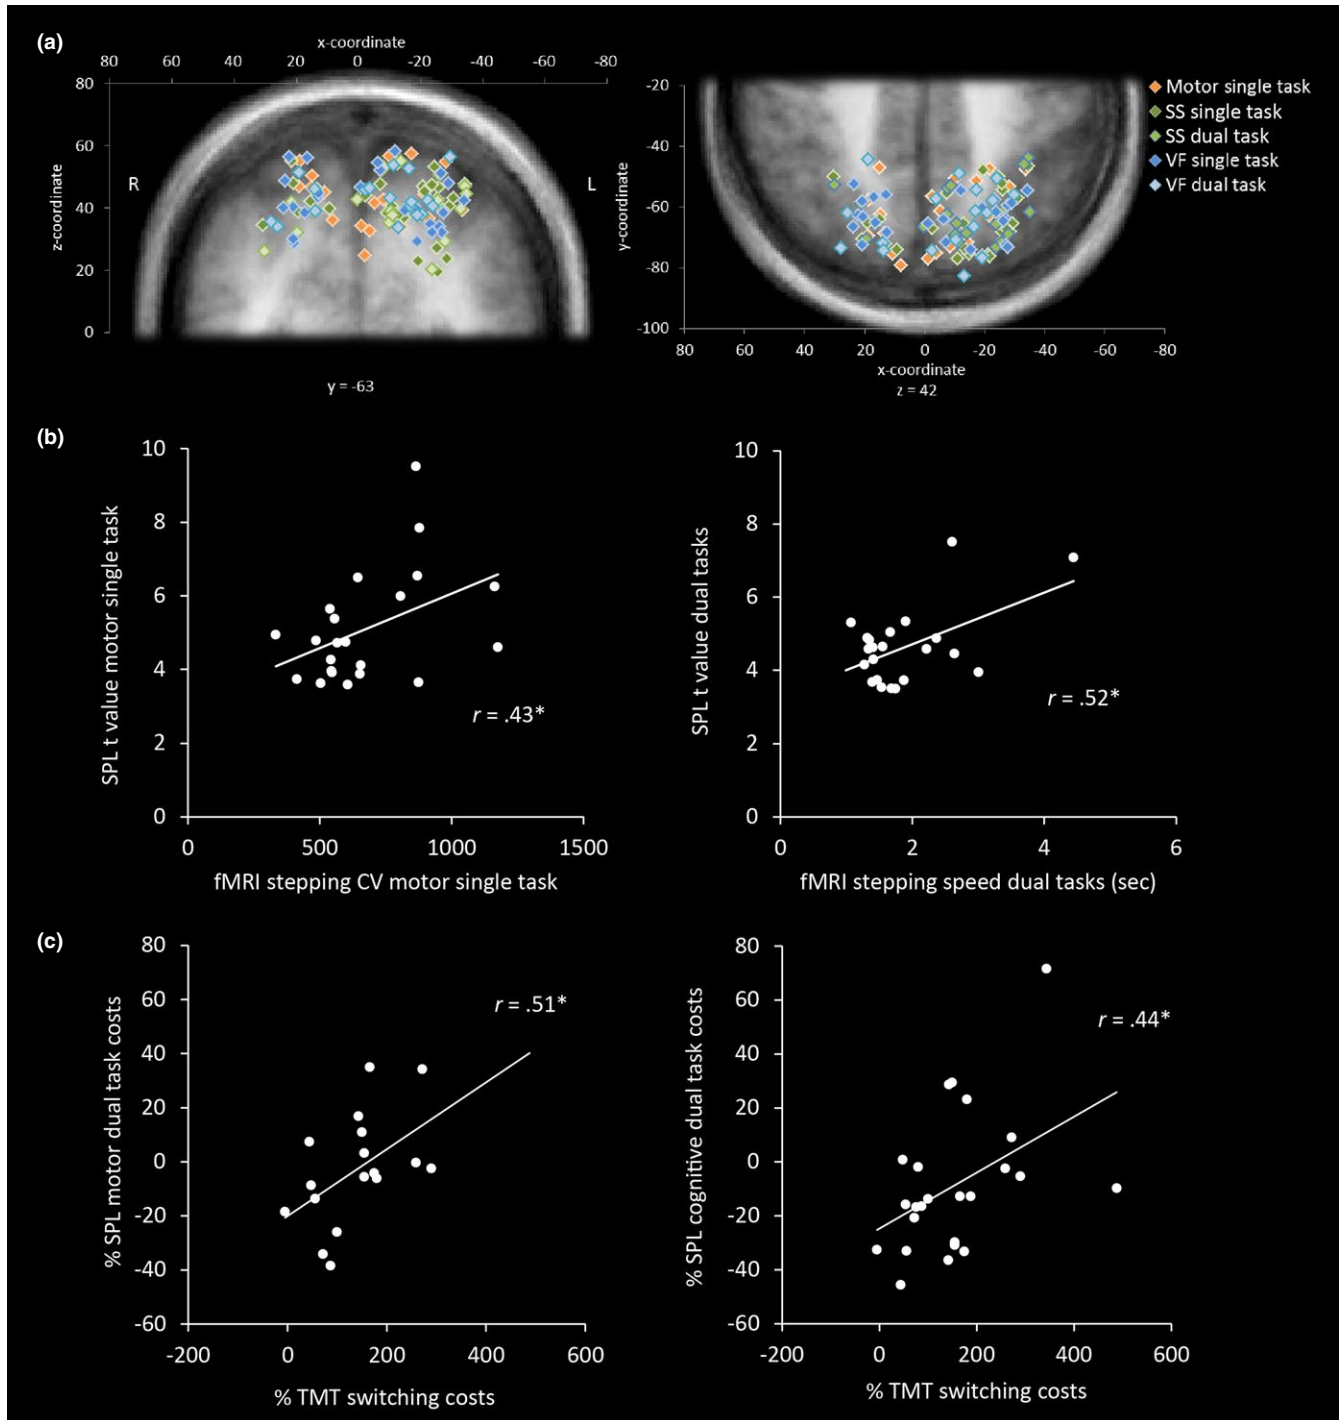 (a)
x-coordinate
80 60 40 20 0 -20 -40 -60 -80
80
60
40
20
0
z-coordinate
R
L
y = -63
-20
-40
-60
-80
-100
y-coordinate
80 60 40 20 0 -20 -40 -60 -80
x-coordinate
z = 42
Motor single task
SS single task
SS dual task
VF single task
VF dual task
(b)
10
8
6
4
2
0
SPL t value motor single task
r = .43*
0 500 1000 1500
fMRI stepping CV motor single task
10
8
6
4
2
0
SPL t value dual tasks
r = .52*
0 2 4 6
fMRI stepping speed dual tasks (sec)
(c)
80
60
40
20
0
-20
-40
-60
% SPL motor dual task costs
r = .51*
-200 0 200 400 600
% TMT switching costs
80
60
40
20
0
-20
-40
-60
% SPL cognitive dual task costs
r = .44*
-200 0 200 400 600
% TMT switching costs